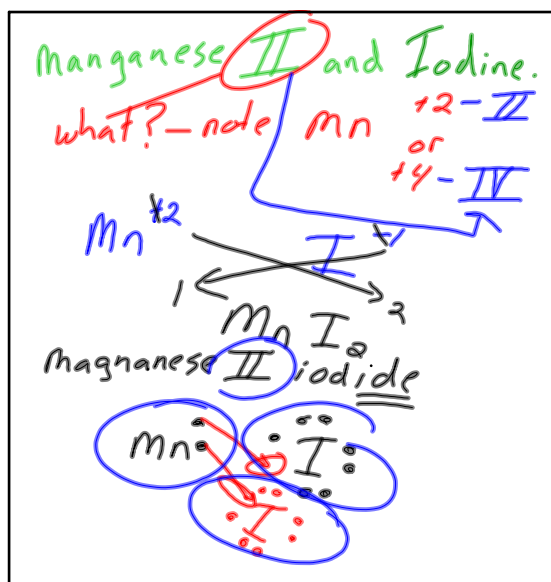 manganese II and Iodine.
what? - note Mn +2 - II
or
+4 - IV
Mn +2 I -1
1 2
Mn I2
magnanese II iodide
Mn I
I